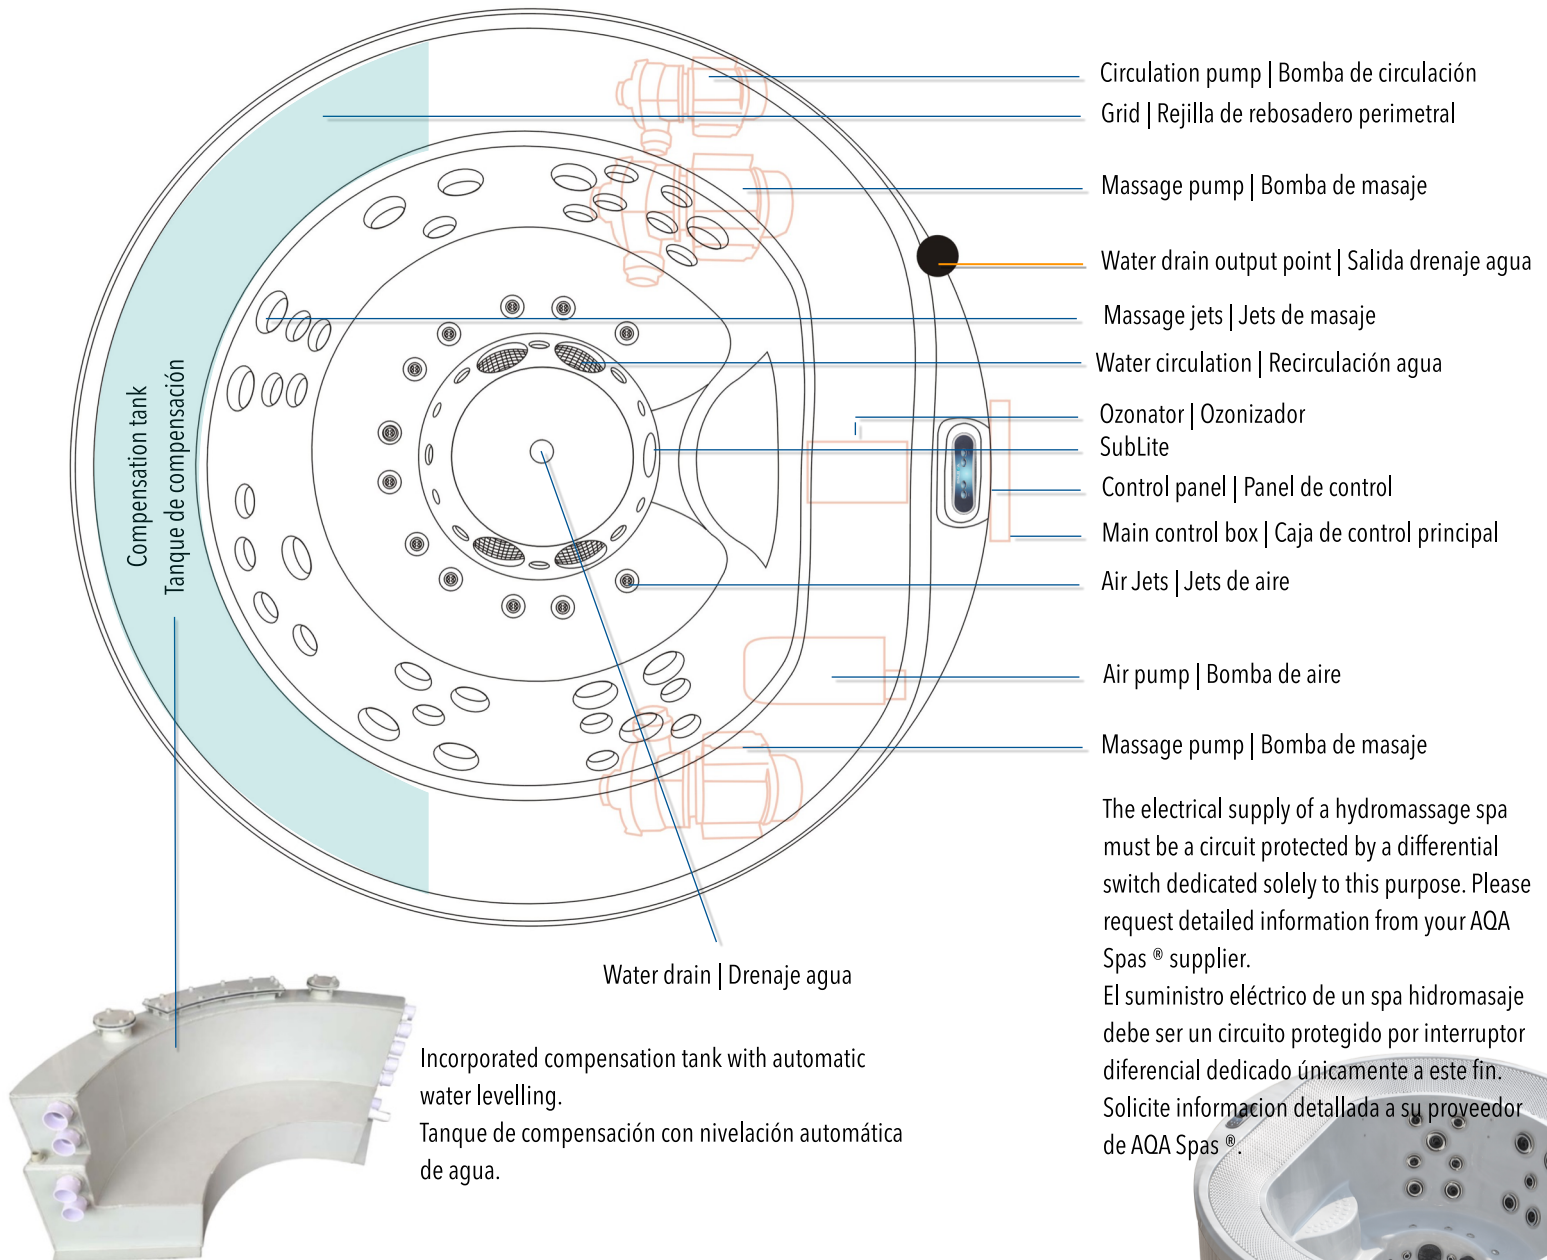 Circulation pump | Bomba de circulación
Grid | Rejilla de rebosadero perimetral
Massage pump | Bomba de masaje
Water drain output point | Salida drenaje agua
Massage jets | Jets de masaje
Water circulation | Recirculación agua
Ozonator | Ozonizador
SubLite
Control panel | Panel de control
Main control box | Caja de control principal
Air Jets | Jets de aire
Air pump | Bomba de aire
Massage pump | Bomba de masaje
Compensation tank
Tanque de compensación
Water drain | Drenaje agua
Incorporated compensation tank with automatic
water levelling.
Tanque de compensación con nivelación automática
de agua.
The electrical supply of a hydromassage spa
must be a circuit protected by a differential
switch dedicated solely to this purpose. Please
request detailed information from your AQA
Spas ® supplier.
El suministro eléctrico de un spa hidromasaje
debe ser un circuito protegido por interruptor
diferencial dedicado únicamente a este fin.
Solicite informacion detallada a su proveedor
de AQA Spas ®.